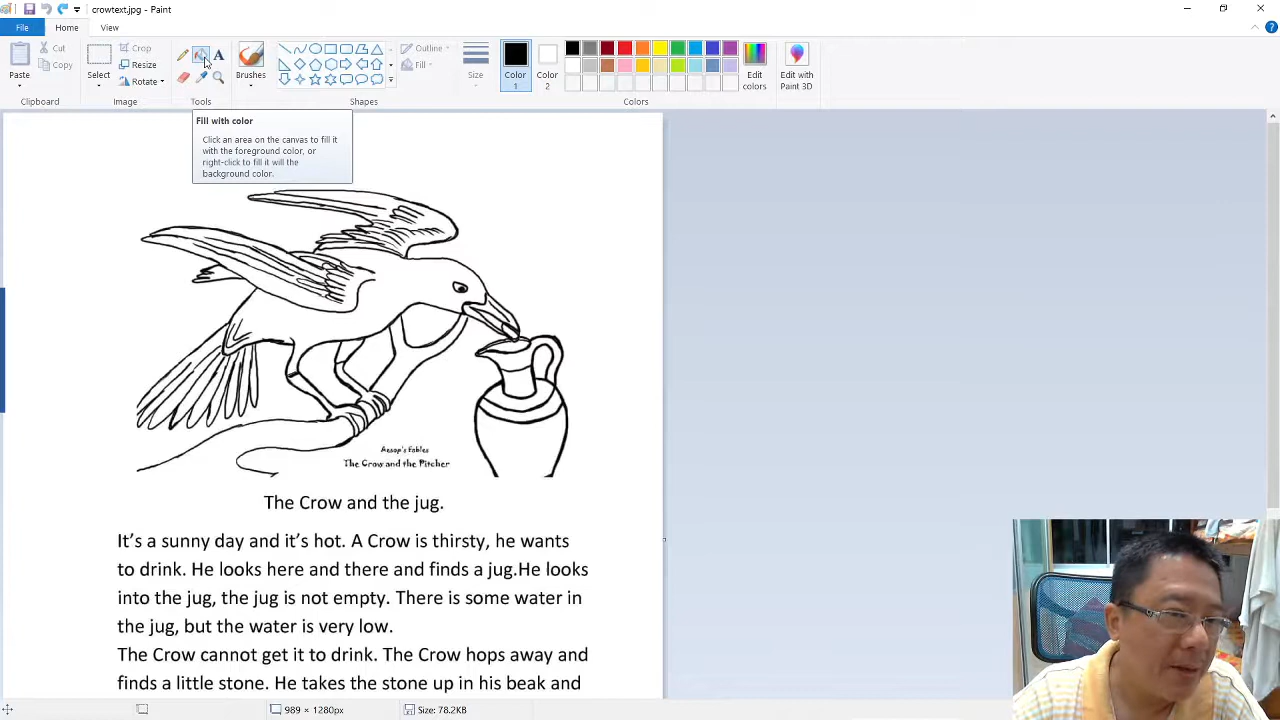 crowtext.jpg - Paint
File
Home
View
Paste
Cut
Copy
Clipboard
Select
Crop
Resize
Rotate
Image
Tools
Brushes
Shapes
Outline
Fill
Size
Color
1
Color
2
Edit
colors
Colors
Edit with
Paint 3D
Fill with color
Click an area on the canvas to fill it
with the foreground color, or
right-click to fill it will the
background color.
Aesop's Fables
The Crow and the Pitcher
The Crow and the jug.
It's a sunny day and it's hot. A Crow is thirsty, he wants
to drink. He looks here and there and finds a jug.He looks
into the jug, the jug is not empty. There is some water in
the jug, but the water is very low.
The Crow cannot get it to drink. The Crow hops away and
finds a little stone. He takes the stone up in his beak and
989 × 1280px
Size: 78.2KB